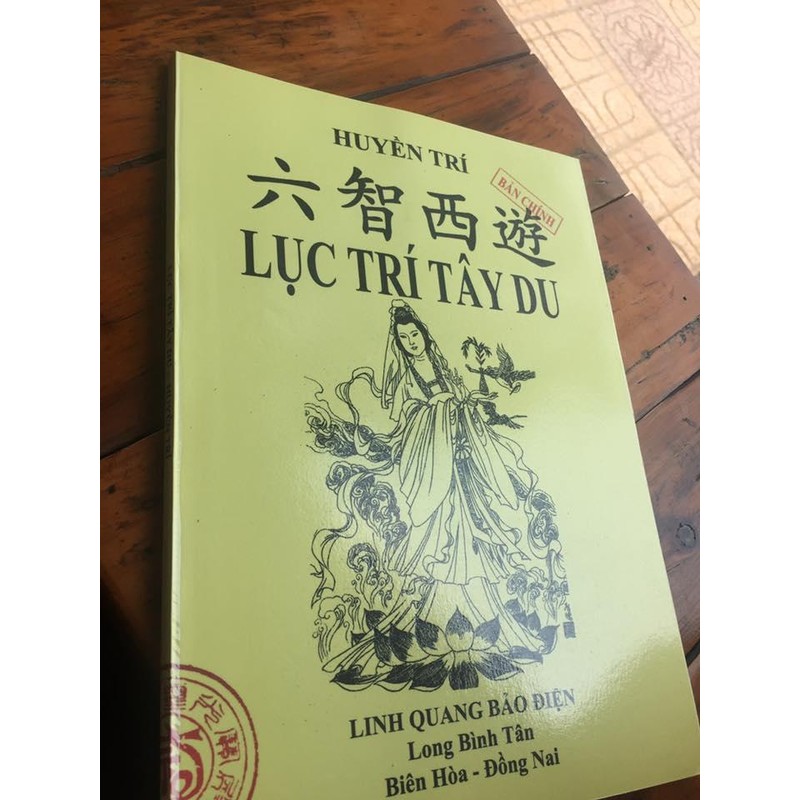 HUYỀN TRÍ
六智西遊
BẢN CHÍNH
LỤC TRÍ TÂY DU
LINH QUANG BẢO ĐIỆN
Long Bình Tân
Biên Hòa - Đồng Nai